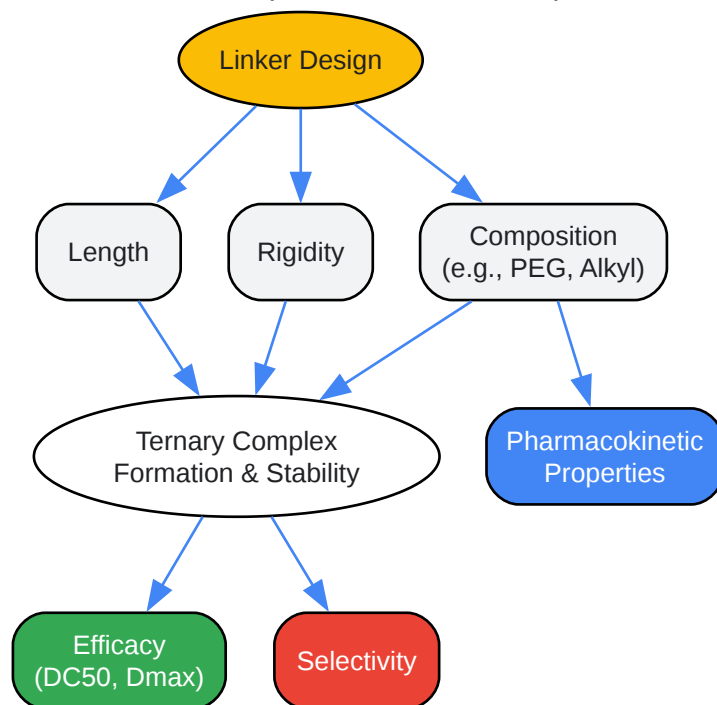 Linker Design
Length
Rigidity
Composition
(e.g., PEG, Alkyl)
Ternary Complex
Formation & Stability
Pharmacokinetic
Properties
Efficacy
(DC50, Dmax)
Selectivity